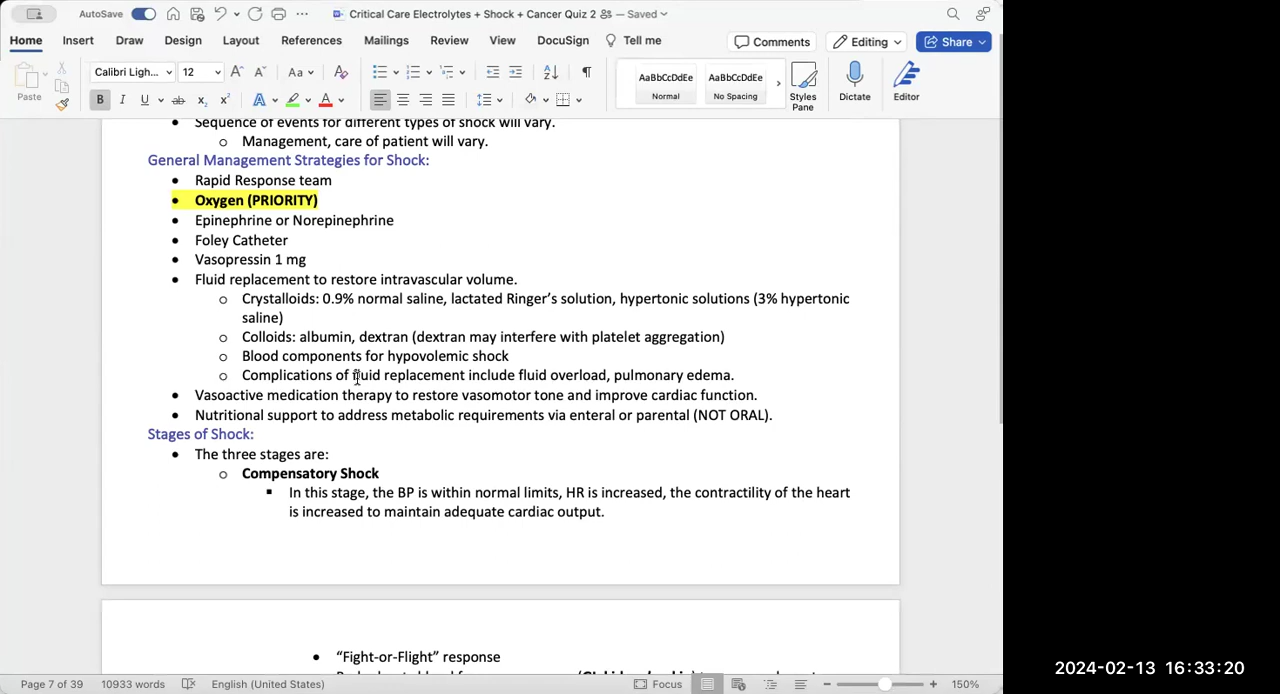 AutoSave
Critical Care Electrolytes + Shock + Cancer Quiz 2
— Saved
Home Insert Draw Design Layout References Mailings Review View DocuSign Tell me
Comments Editing Share
Paste
Calibri Ligh... 12
Aa
B I U ab x₂ x² A A
AaBbCcDdEe AaBbCcDdEe
Normal No Spacing
Styles Pane
Dictate
Editor
• Sequence of events for different types of shock will vary.
o Management, care of patient will vary.
General Management Strategies for Shock:
• Rapid Response team
• Oxygen (PRIORITY)
• Epinephrine or Norepinephrine
• Foley Catheter
• Vasopressin 1 mg
• Fluid replacement to restore intravascular volume.
o Crystalloids: 0.9% normal saline, lactated Ringer’s solution, hypertonic solutions (3% hypertonic
saline)
o Colloids: albumin, dextran (dextran may interfere with platelet aggregation)
o Blood components for hypovolemic shock
o Complications of fluid replacement include fluid overload, pulmonary edema.
• Vasoactive medication therapy to restore vasomotor tone and improve cardiac function.
• Nutritional support to address metabolic requirements via enteral or parental (NOT ORAL).
Stages of Shock:
• The three stages are:
o Compensatory Shock
▪ In this stage, the BP is within normal limits, HR is increased, the contractility of the heart
is increased to maintain adequate cardiac output.
• “Fight-or-Flight” response
Page 7 of 39 10933 words English (United States) Focus 150%
2024-02-13 16:33:20